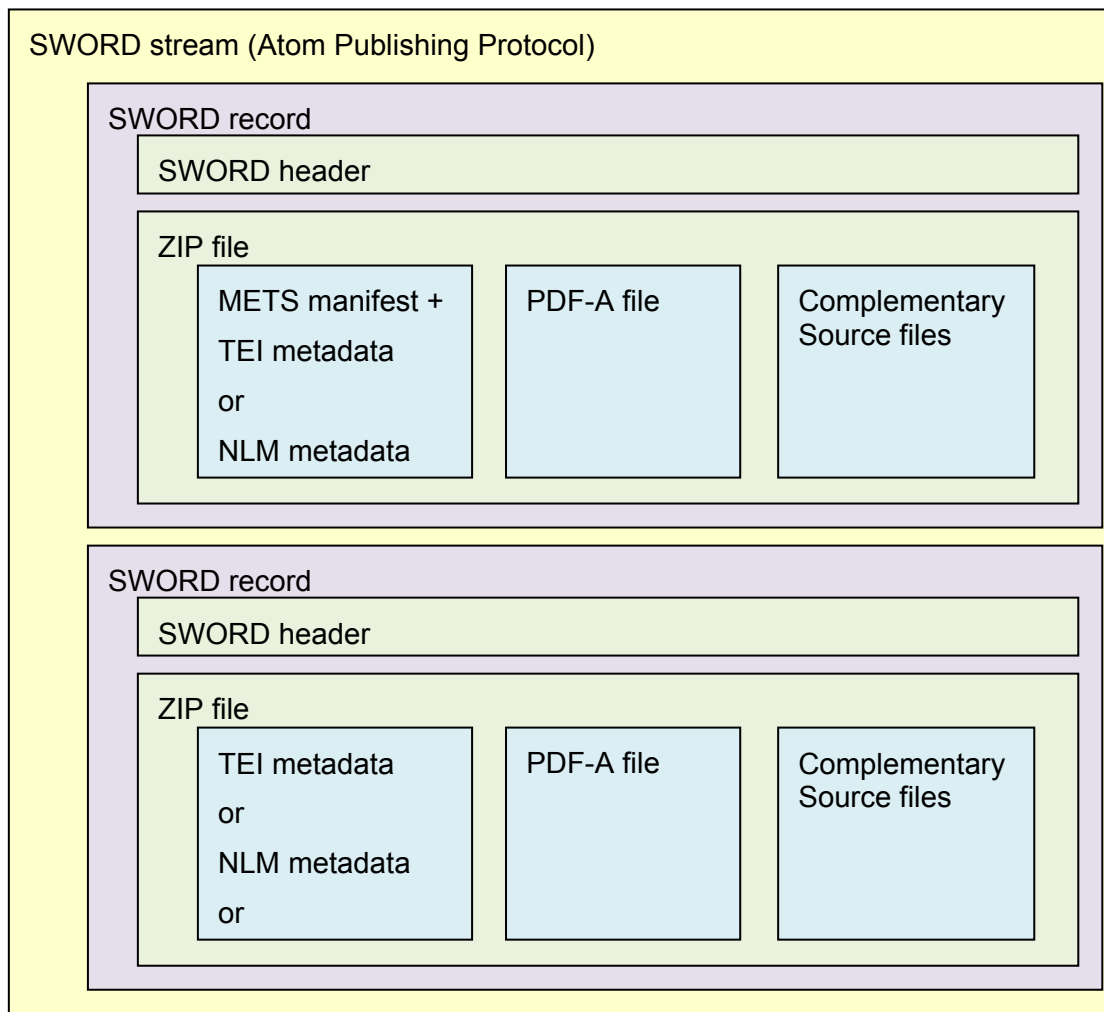 SWORD stream (Atom Publishing Protocol)
SWORD record
SWORD header
ZIP file
METS manifest +
TEI metadata
or
NLM metadata
PDF-A file
Complementary
Source files
SWORD record
SWORD header
ZIP file
TEI metadata
or
NLM metadata
or
PDF-A file
Complementary
Source files